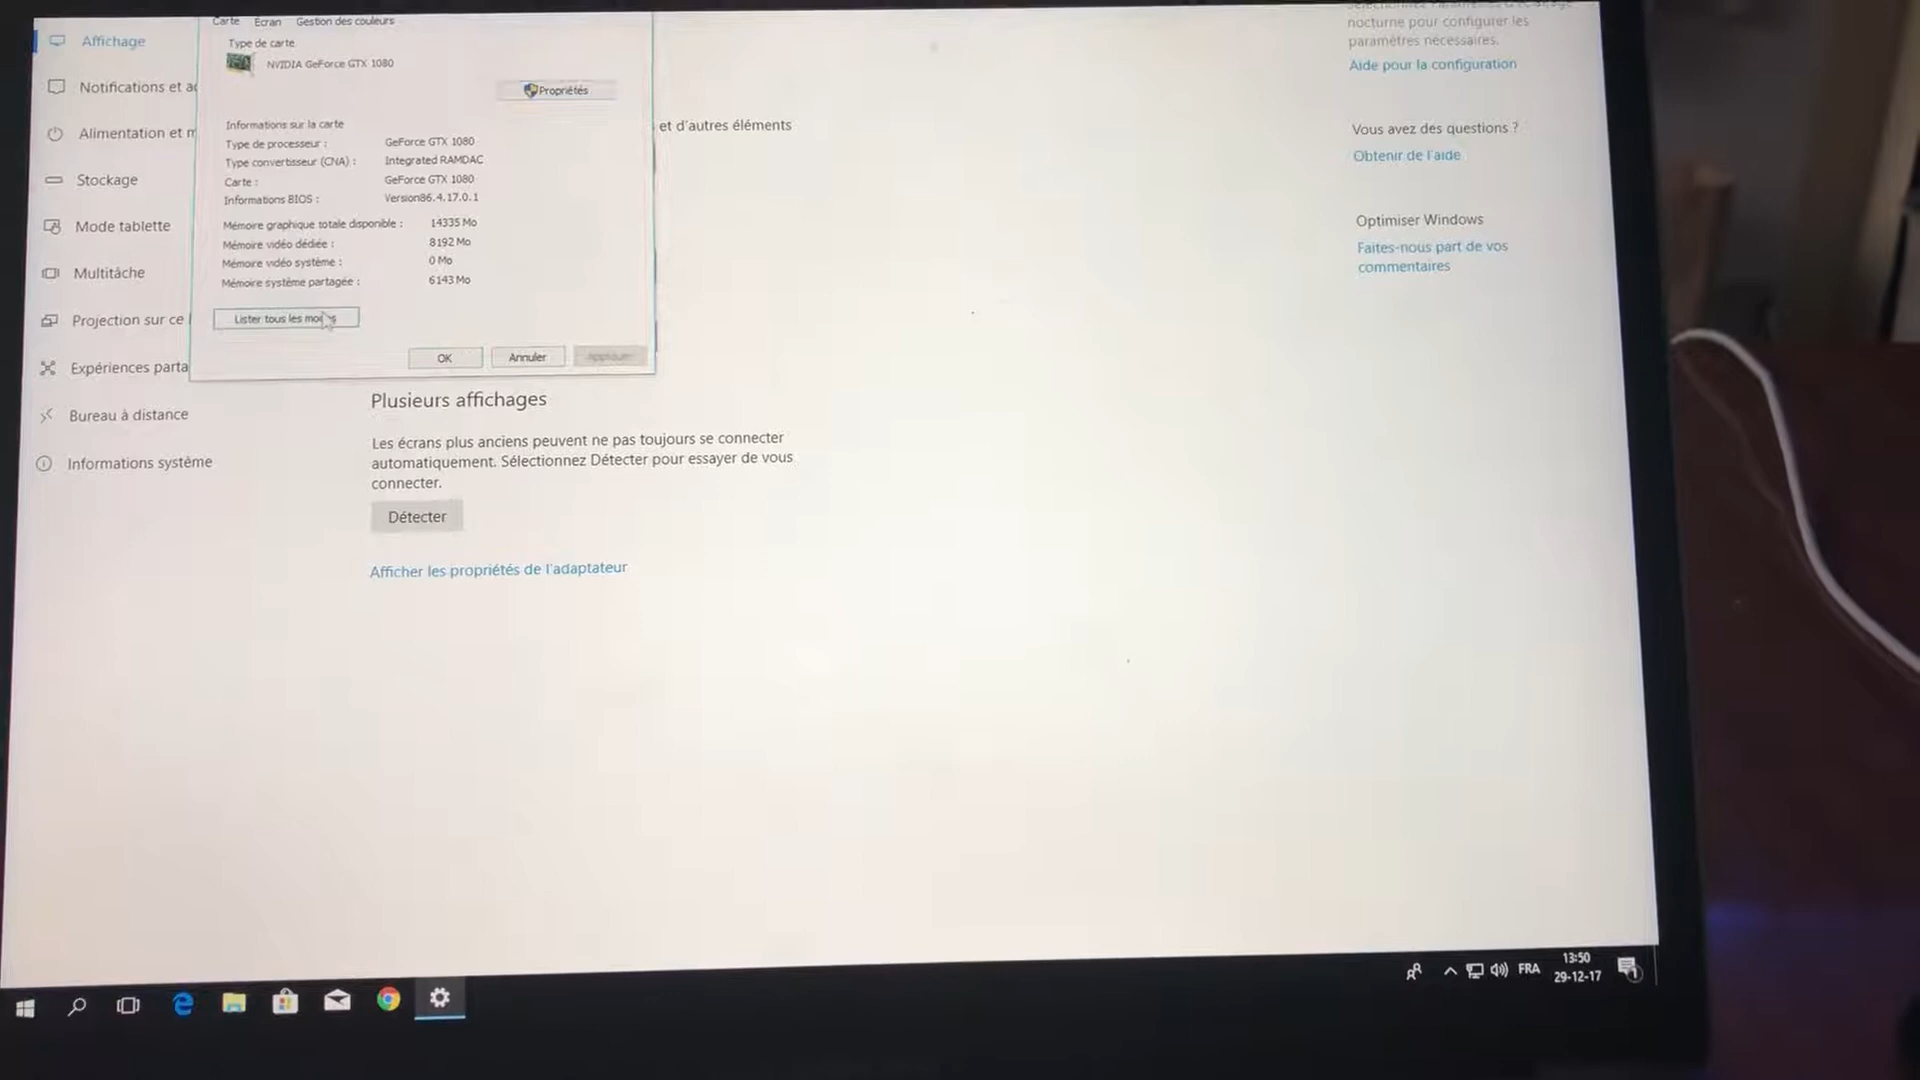 Affichage
Notifications et ac
Alimentation et m
Stockage
Mode tablette
Multitâche
Projection sur ce
Expériences parta
Bureau à distance
Informations système
Carte Écran Gestion des couleurs
Type de carte
NVIDIA GeForce GTX 1080
Propriétés
Informations sur la carte
Type de processeur : GeForce GTX 1080
Type convertisseur (CNA) : Integrated RAMDAC
Carte : GeForce GTX 1080
Informations BIOS : Version86.4.17.0.1
Mémoire graphique totale disponible : 14335 Mo
Mémoire vidéo dédiée : 8192 Mo
Mémoire vidéo système : 0 Mo
Mémoire système partagée : 6143 Mo
Lister tous les modes
OK Annuler Appliquer
et d'autres éléments
Plusieurs affichages
Les écrans plus anciens peuvent ne pas toujours se connecter
automatiquement. Sélectionnez Détecter pour essayer de vous
connecter.
Détecter
Afficher les propriétés de l'adaptateur
nocturne pour configurer les
paramètres nécessaires.
Aide pour la configuration
Vous avez des questions ?
Obtenir de l'aide
Optimiser Windows
Faites-nous part de vos
commentaires
FRA
13:50
29-12-17
1